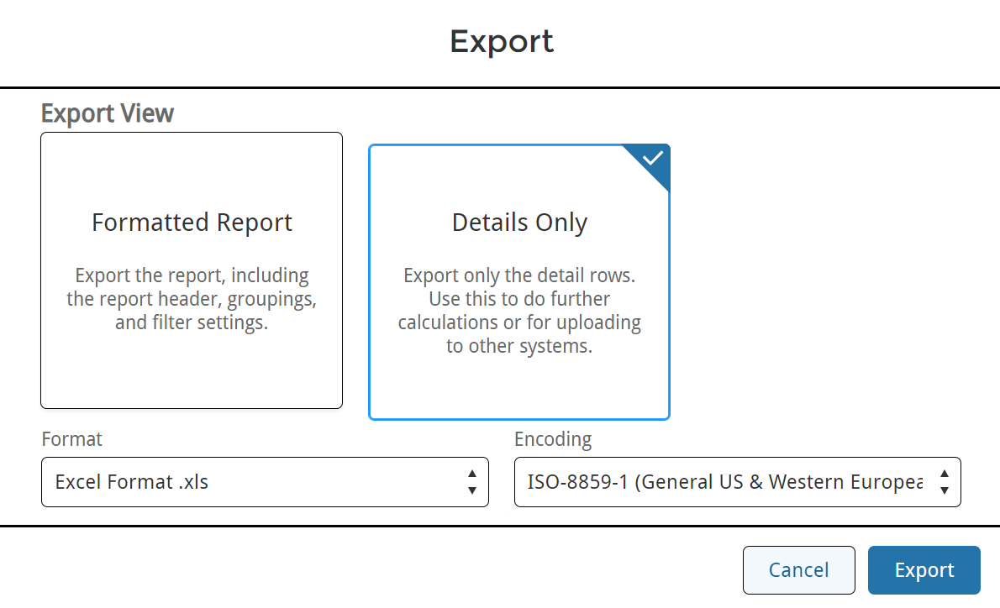 Export
Export View
Formatted Report
Export the report, including
the report header, groupings,
and filter settings.
Details Only
Export only the detail rows.
Use this to do further
calculations or for uploading
to other systems.
Format
Excel Format .xls
Encoding
ISO-8859-1 (General US & Western Europea
Cancel
Export